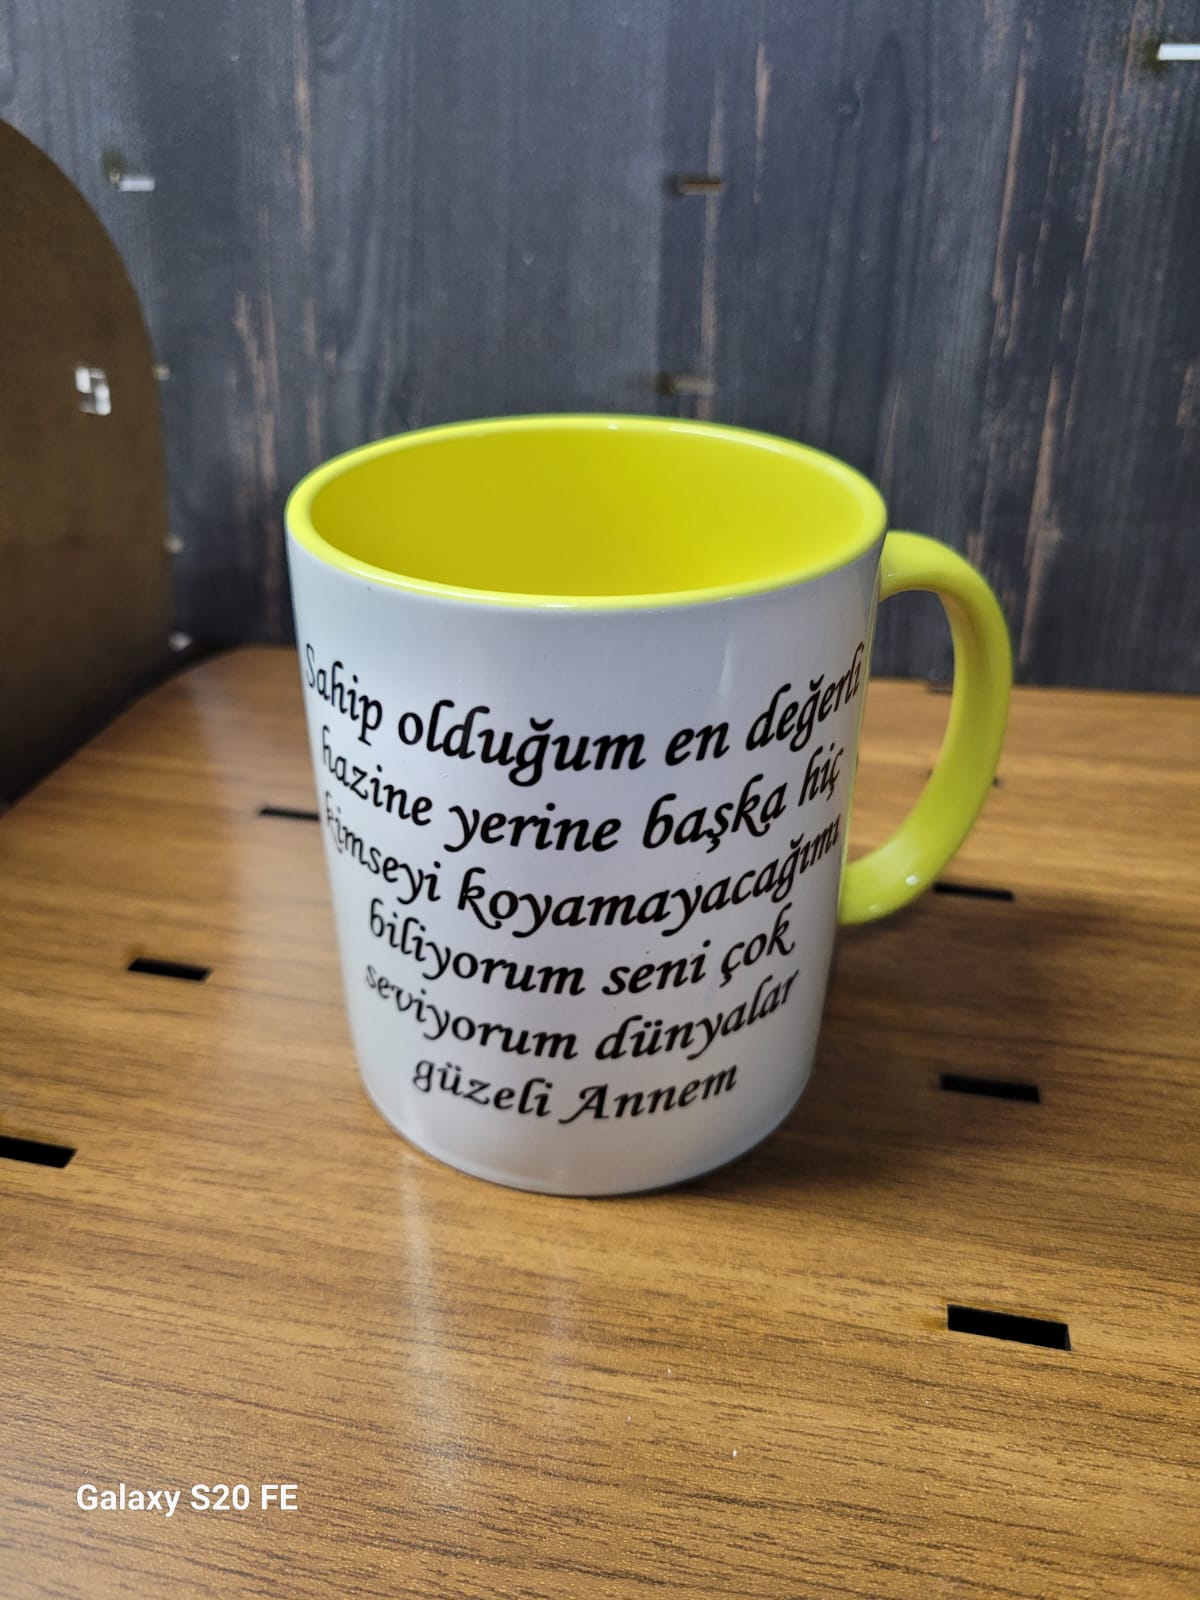 Sahip olduğum en değerli
hazine yerine başka hiç
kimseyi koyamayacağımı
biliyorum seni çok
seviyorum dünyalar
güzeli Annem
Galaxy S20 FE